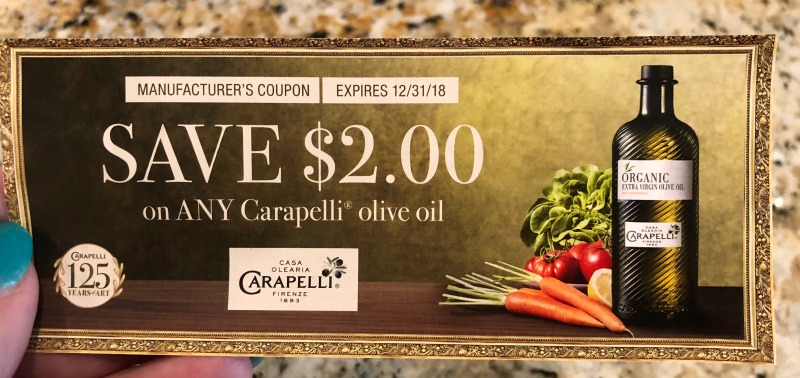 MANUFACTURER'S COUPON
EXPIRES 12/31/18
SAVE $2.00
on ANY Carapelli® olive oil
CARAPELLI
125
YEARS of ART
CASA
OLEARIA
CARAPELLI®
FIRENZE
1893
ORGANIC
EXTRA VIRGIN OLIVE OIL
CASA
OLEARIA
CARAPELLI
FIRENZE
1893